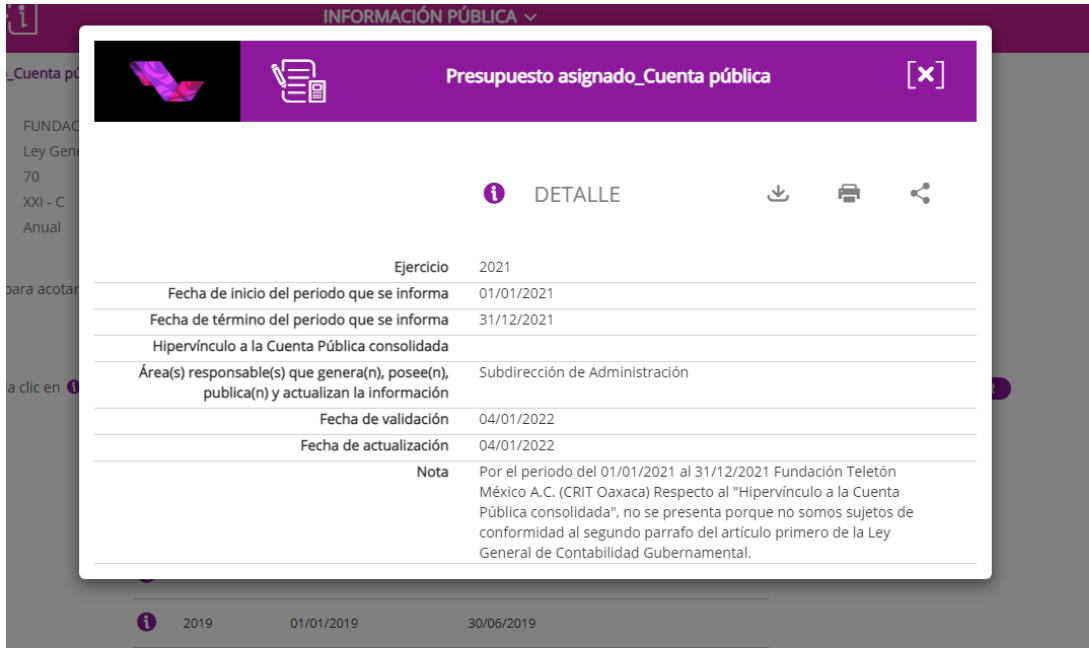 INFORMACIÓN PÚBLICA
_Cuenta pú
Presupuesto asignado_Cuenta pública
[×]
FUNDAC
Ley Gene
70
XXI - C
Anual
DETALLE
para acotar
a clic en
Ejercicio 2021
Fecha de inicio del periodo que se informa 01/01/2021
Fecha de término del periodo que se informa 31/12/2021
Hipervínculo a la Cuenta Pública consolidada
Área(s) responsable(s) que genera(n), posee(n), Subdirección de Administración
publica(n) y actualizan la información
Fecha de validación 04/01/2022
Fecha de actualización 04/01/2022
Nota Por el periodo del 01/01/2021 al 31/12/2021 Fundación Teletón
México A.C. (CRIT Oaxaca) Respecto al "Hipervínculo a la Cuenta
Pública consolidada", no se presenta porque no somos sujetos de
conformidad al segundo parrafo del artículo primero de la Ley
General de Contabilidad Gubernamental.
2019 01/01/2019 30/06/2019